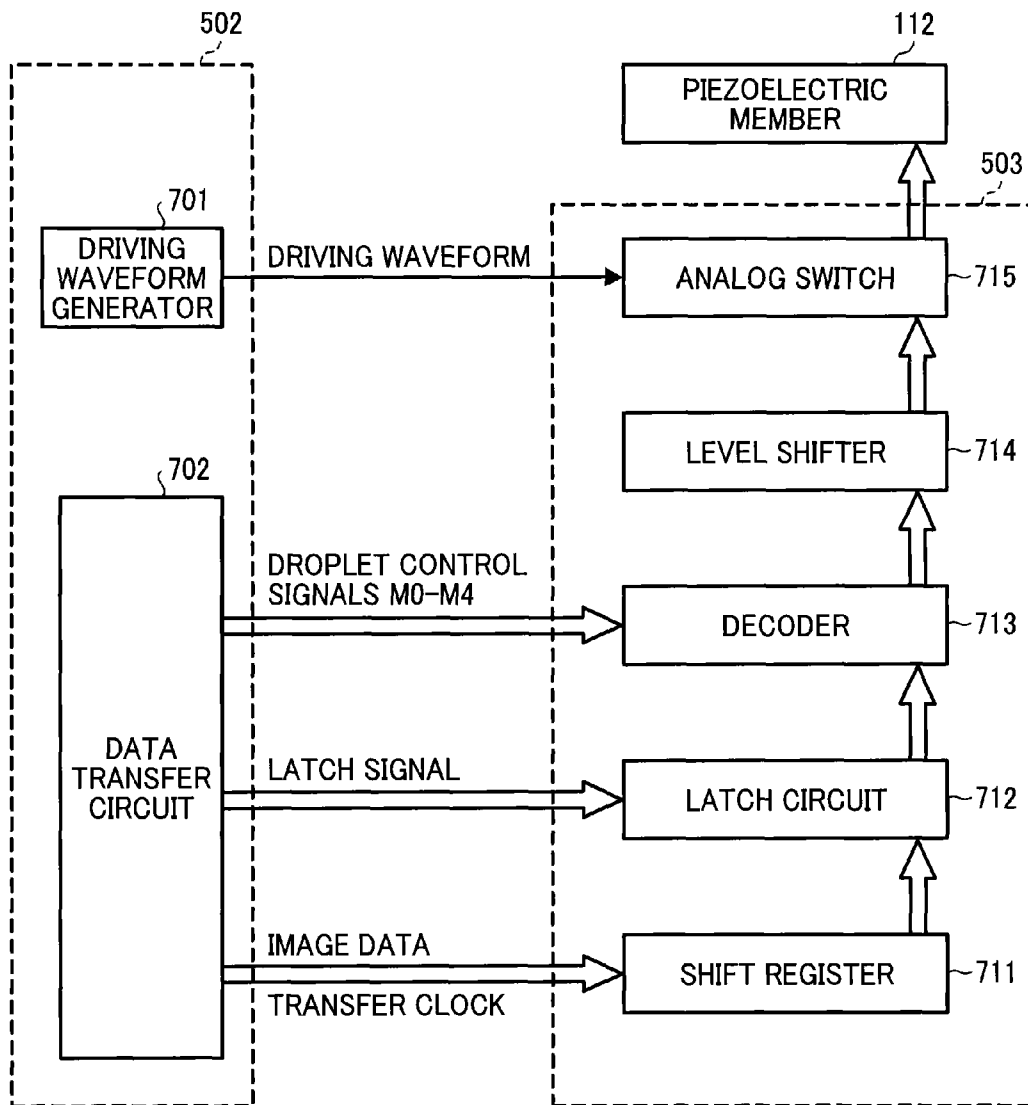 502
112
PIEZOELECTRIC
MEMBER
503
701
DRIVING
WAVEFORM
GENERATOR
DRIVING WAVEFORM
ANALOG SWITCH
715
LEVEL SHIFTER
714
702
DROPLET CONTROL
SIGNALS M0-M4
DECODER
713
DATA
TRANSFER
CIRCUIT
LATCH SIGNAL
LATCH CIRCUIT
712
IMAGE DATA
TRANSFER CLOCK
SHIFT REGISTER
711